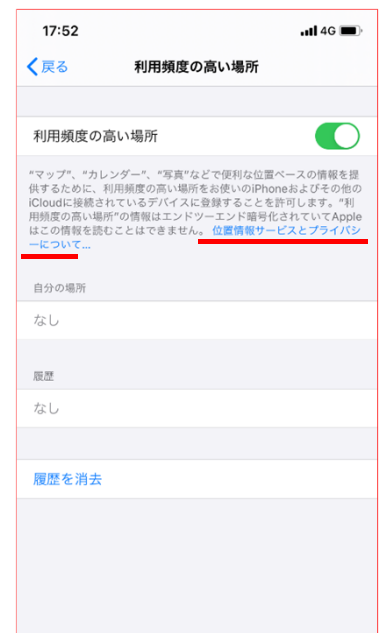 17:52 4G
戻る 利用頻度の高い場所
利用頻度の高い場所
“マップ”、“カレンダー”、“写真”などで便利な位置ベースの情報を提
供するために、利用頻度の高い場所をお使いのiPhoneおよびその他の
iCloudに接続されているデバイスに登録することを許可します。“利
用頻度の高い場所”の情報はエンドツーエンド暗号化されていてApple
はこの情報を読むことはできません。 位置情報サービスとプライバシ
ーについて...
自分の場所
なし
履歴
なし
履歴を消去